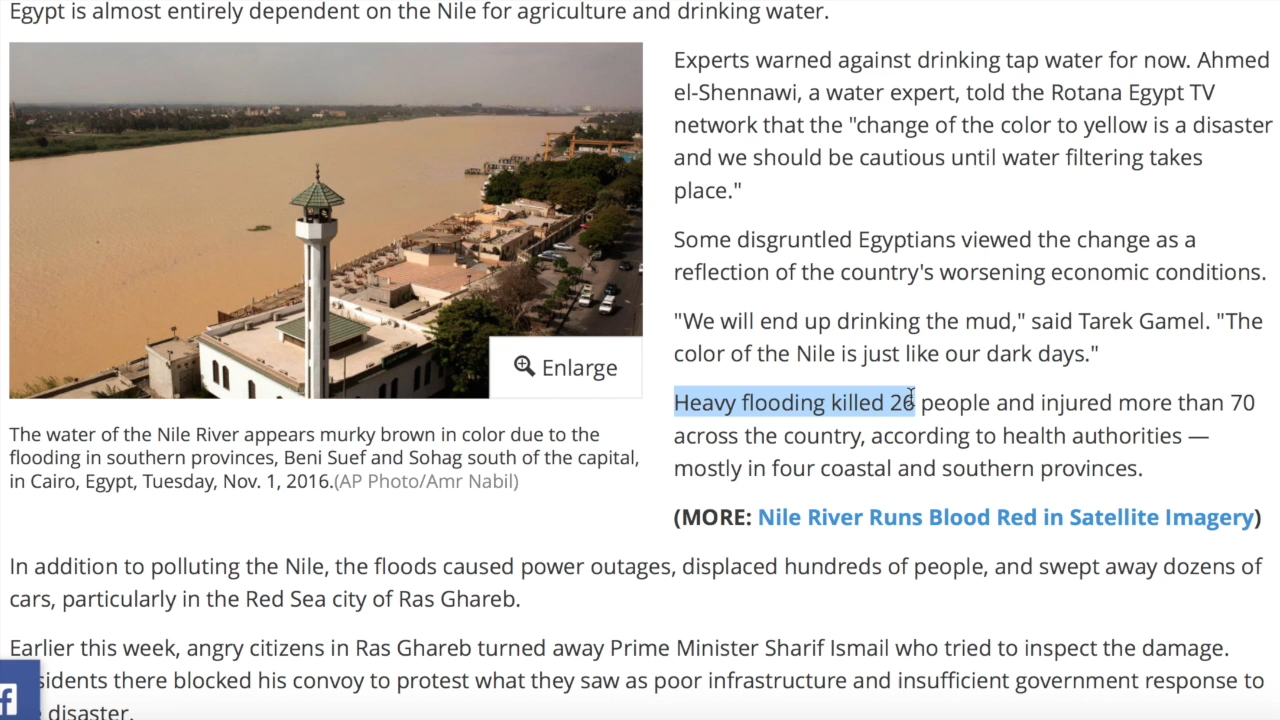 Egypt is almost entirely dependent on the Nile for agriculture and drinking water.
Enlarge
The water of the Nile River appears murky brown in color due to the
flooding in southern provinces, Beni Suef and Sohag south of the capital,
in Cairo, Egypt, Tuesday, Nov. 1, 2016.(AP Photo/Amr Nabil)
Experts warned against drinking tap water for now. Ahmed
el-Shennawi, a water expert, told the Rotana Egypt TV
network that the "change of the color to yellow is a disaster
and we should be cautious until water filtering takes
place."
Some disgruntled Egyptians viewed the change as a
reflection of the country's worsening economic conditions.
"We will end up drinking the mud," said Tarek Gamel. "The
color of the Nile is just like our dark days."
Heavy flooding killed 26 people and injured more than 70
across the country, according to health authorities —
mostly in four coastal and southern provinces.
(MORE: Nile River Runs Blood Red in Satellite Imagery)
In addition to polluting the Nile, the floods caused power outages, displaced hundreds of people, and swept away dozens of
cars, particularly in the Red Sea city of Ras Ghareb.
Earlier this week, angry citizens in Ras Ghareb turned away Prime Minister Sharif Ismail who tried to inspect the damage.
sidents there blocked his convoy to protest what they saw as poor infrastructure and insufficient government response to
disaster.